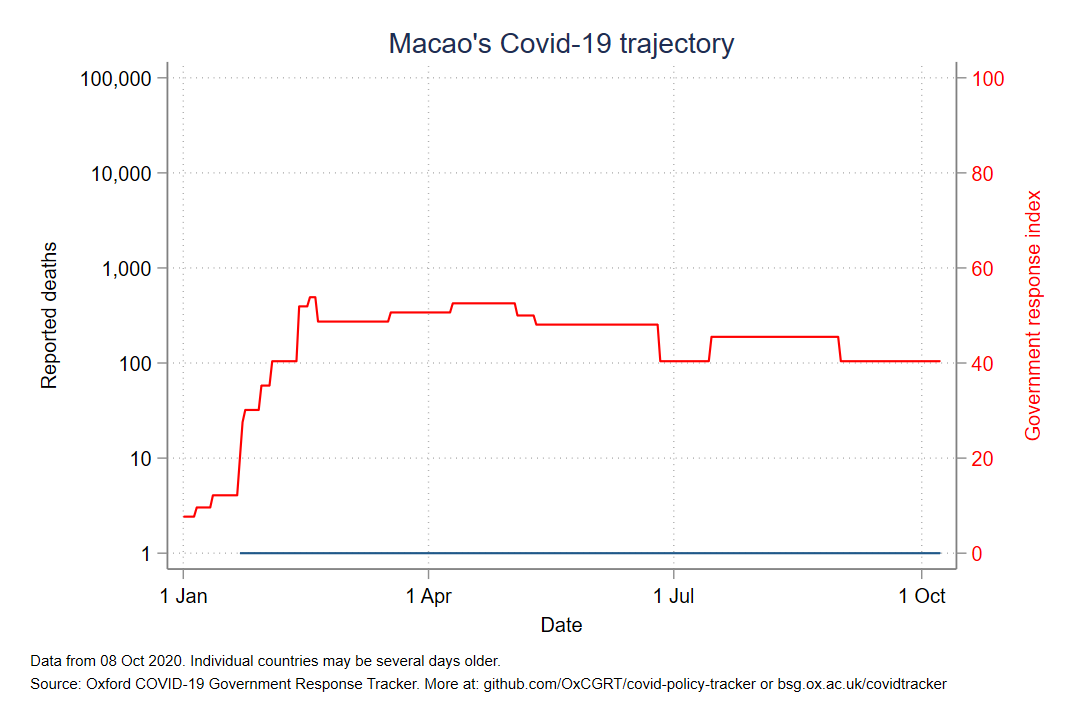 Macao's Covid-19 trajectory
100,000
10,000
1,000
100
10
1
Reported deaths
100
80
60
40
20
0
Government response index
1 Jan 1 Apr 1 Jul 1 Oct
Date
Data from 08 Oct 2020. Individual countries may be several days older.
Source: Oxford COVID-19 Government Response Tracker. More at: github.com/OxCGRT/covid-policy-tracker or bsg.ox.ac.uk/covidtracker